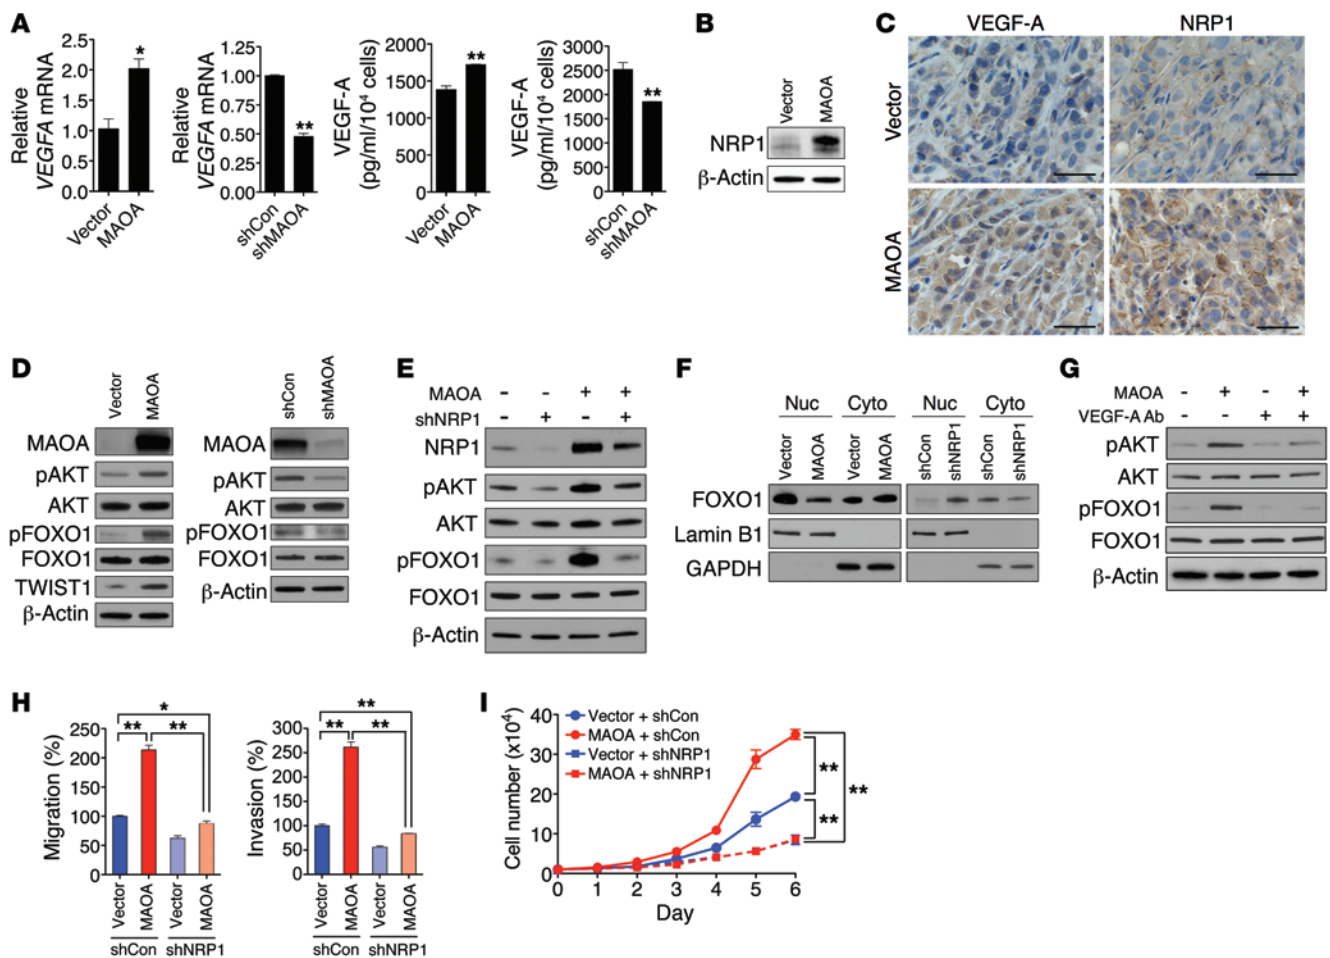 A
Relative
VEGFA mRNA
2.5
2.0
1.5
1.0
0.5
0.0
*
Vector
MAOA
Relative
VEGFA mRNA
1.25
1.00
0.75
0.50
0.25
0.00
**
shCon
shMAOA
VEGF-A
(pg/ml/10⁴ cells)
2000
1500
1000
500
0
**
Vector
MAOA
VEGF-A
(pg/ml/10⁴ cells)
3000
2500
2000
1500
1000
500
0
**
shCon
shMAOA
B
Vector
MAOA
NRP1
β-Actin
C
VEGF-A
NRP1
Vector
MAOA
D
Vector
MAOA
MAOA
pAKT
AKT
pFOXO1
FOXO1
TWIST1
β-Actin
shCon
shMAOA
MAOA
pAKT
AKT
pFOXO1
FOXO1
β-Actin
E
MAOA - - + +
shNRP1 - + - +
NRP1
pAKT
AKT
pFOXO1
FOXO1
β-Actin
F
Nuc Cyto Nuc Cyto
Vector MAOA Vector MAOA shCon shNRP1 shCon shNRP1
FOXO1
Lamin B1
GAPDH
G
MAOA - + - +
VEGF-A Ab - - + +
pAKT
AKT
pFOXO1
FOXO1
β-Actin
H
Migration (%)
250
200
150
100
50
0
*
** **
Vector MAOA Vector MAOA
shCon shNRP1
Invasion (%)
300
250
200
150
100
50
0
**
** **
Vector MAOA Vector MAOA
shCon shNRP1
I
Cell number (x10⁴)
40
30
20
10
0
Vector + shCon
MAOA + shCon
Vector + shNRP1
MAOA + shNRP1
**
**
**
0 1 2 3 4 5 6
Day